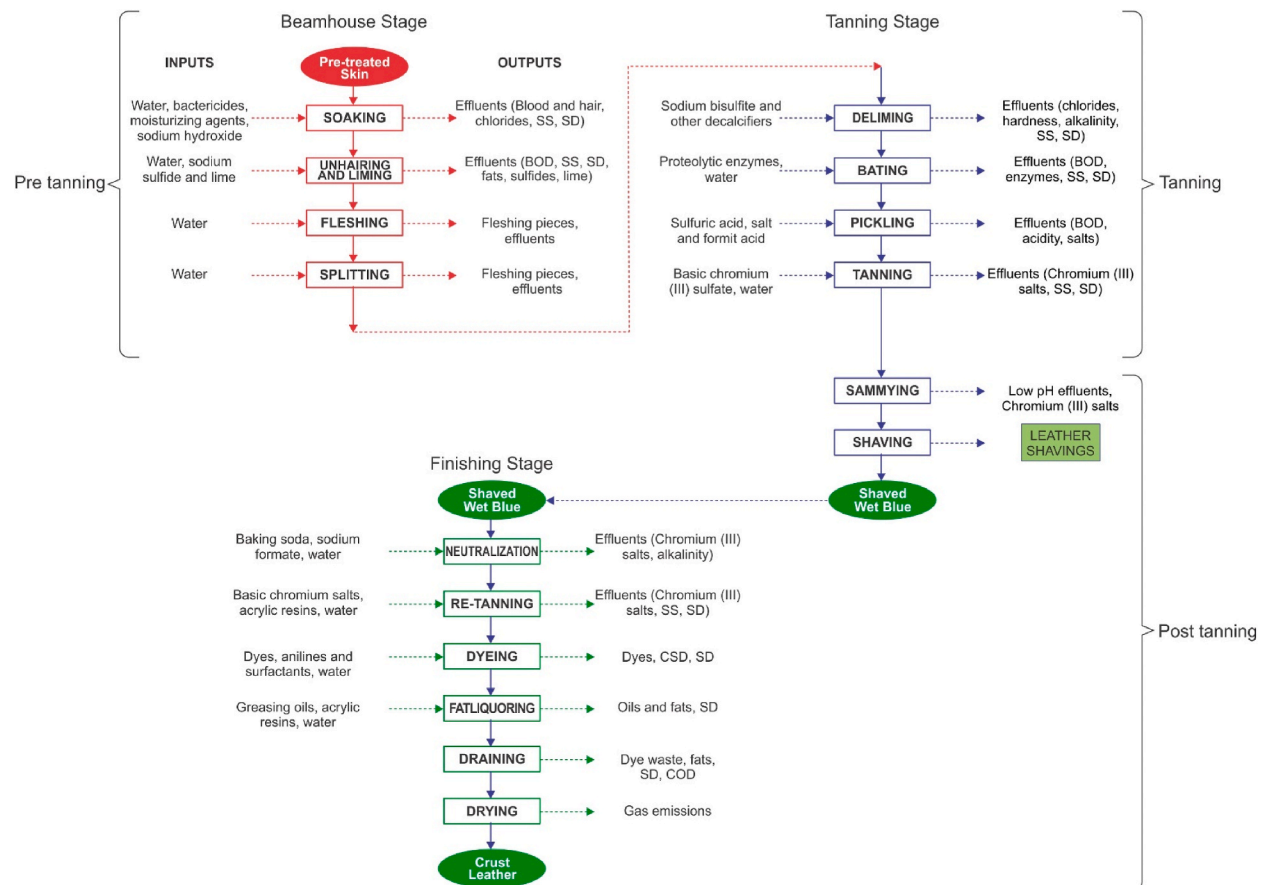 Beamhouse Stage
INPUTS
Pre-treated
Skin
OUTPUTS
Water, bactericides,
moisturizing agents,
sodium hydroxide
SOAKING
Effluents (Blood and hair,
chlorides, SS, SD)
Water, sodium
sulfide and lime
UNHAIRING
AND LIMING
Effluents (BOD, SS, SD,
fats, sulfides, lime)
Pre tanning
Water
FLESHING
Fleshing pieces,
effluents
Water
SPLITTING
Fleshing pieces,
effluents
Tanning Stage
Sodium bisulfite and
other decalcifiers
DELIMING
Effluents (chlorides,
hardness, alkalinity,
SS, SD)
Proteolytic enzymes,
water
BATING
Effluents (BOD,
enzymes, SS, SD)
Tanning
Sulfuric acid, salt
and formit acid
PICKLING
Effluents (BOD,
acidity, salts)
Basic chromium
(III) sulfate, water
TANNING
Effluents (Chromium (III)
salts, SS, SD)
SAMMYING
Low pH effluents,
Chromium (III) salts
SHAVING
LEATHER
SHAVINGS
Shaved
Wet Blue
Finishing Stage
Shaved
Wet Blue
Baking soda, sodium
formate, water
NEUTRALIZATION
Effluents (Chromium (III)
salts, alkalinity)
Basic chromium salts,
acrylic resins, water
RE-TANNING
Effluents (Chromium (III)
salts, SS, SD)
Post tanning
Dyes, anilines and
surfactants, water
DYEING
Dyes, CSD, SD
Greasing oils, acrylic
resins, water
FATLIQUORING
Oils and fats, SD
DRAINING
Dye waste, fats,
SD, COD
DRYING
Gas emissions
Crust
Leather